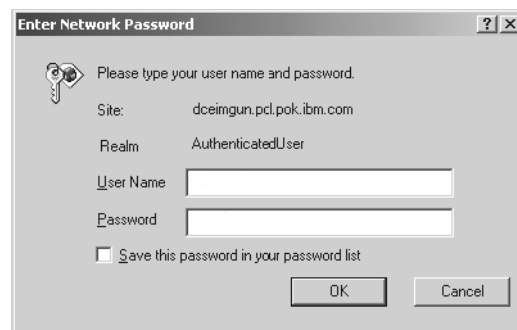 Enter Network Password
Please type your user name and password.
Site: dceimgun.pcl.pok.ibm.com
Realm AuthenticatedUser
User Name
Password
Save this password in your password list
OK Cancel